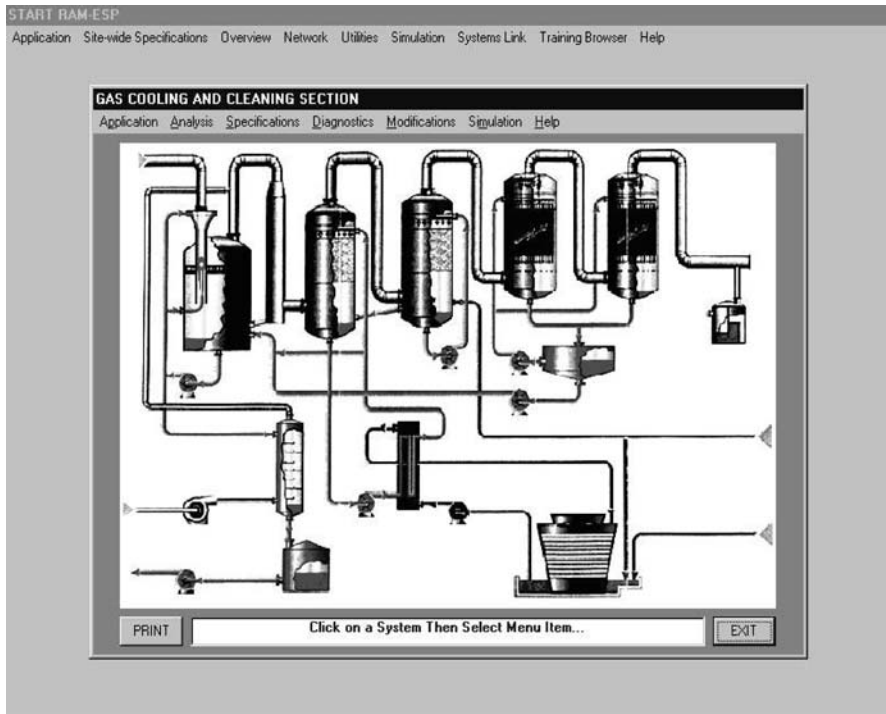 START RAM-ESP
Application Site-wide Specifications Overview Network Utilities Simulation Systems Link Training Browser Help
GAS COOLING AND CLEANING SECTION
Application Analysis Specifications Diagnostics Modifications Simulation Help
PRINT Click on a System Then Select Menu Item... EXIT